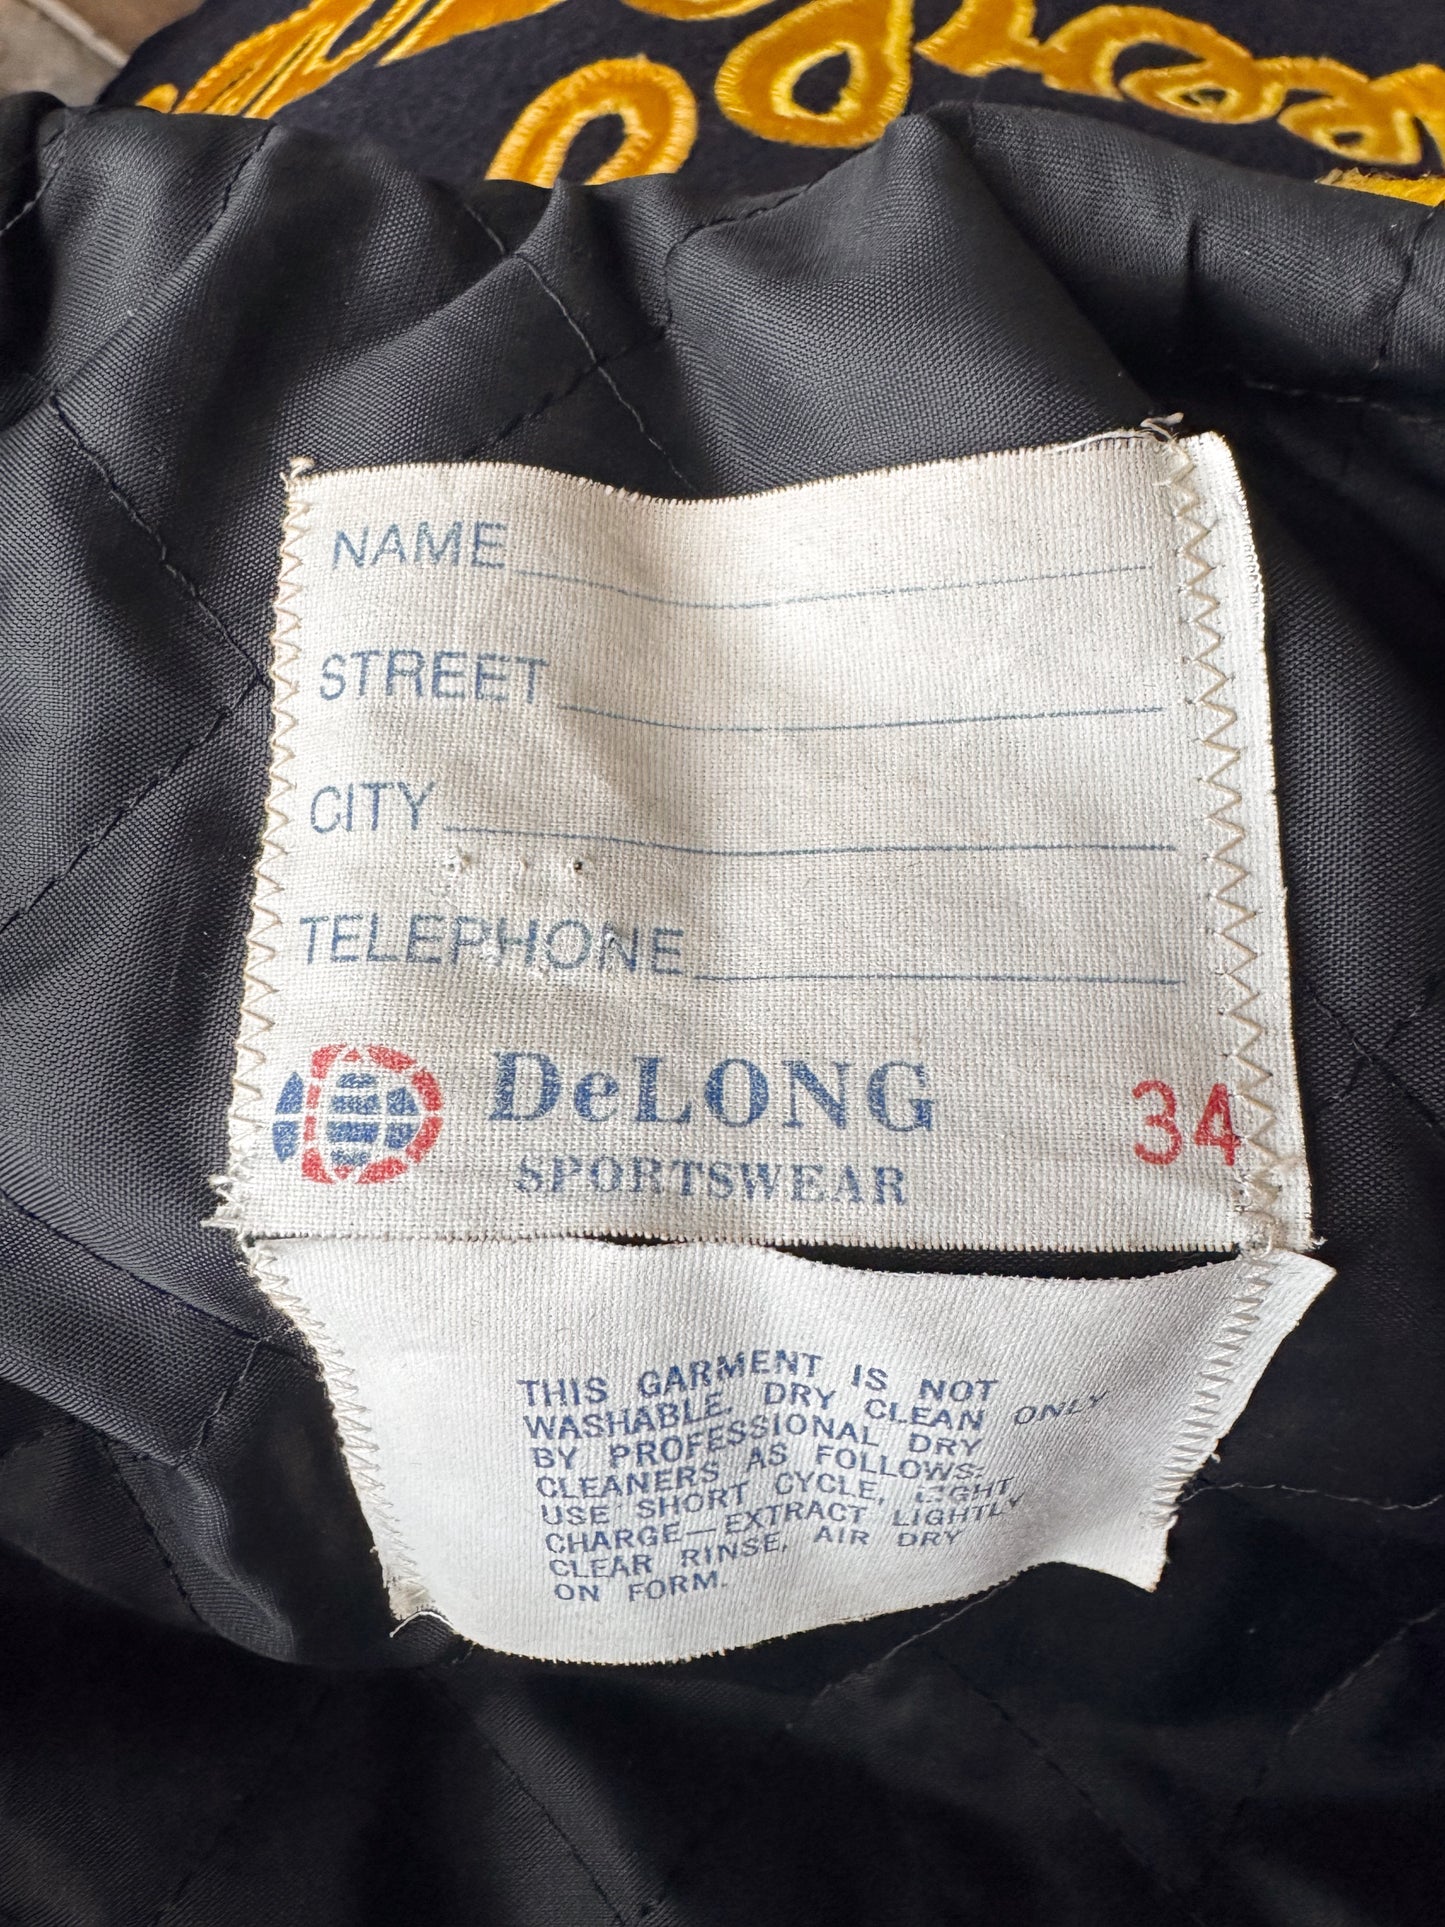 NAME
STREET
CITY
TELEPHONE
DeLONG
SPORTSWEAR
34
THIS GARMENT IS NOT
WASHABLE. DRY CLEAN ONLY
BY PROFESSIONAL DRY
CLEANERS AS FOLLOWS:
USE SHORT CYCLE, LIGHT
CHARGE—EXTRACT LIGHTLY
CLEAR RINSE, AIR DRY
ON FORM.